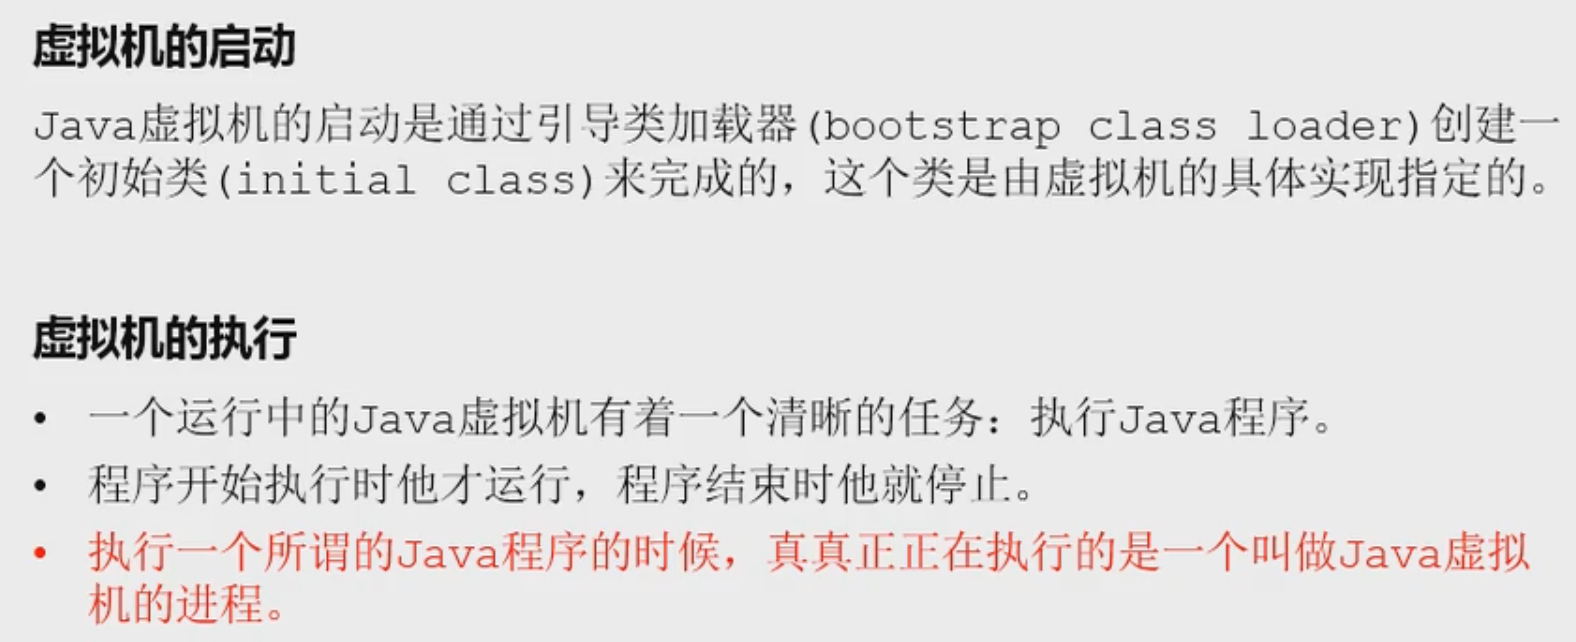 虚拟机的启动
Java虚拟机的启动是通过引导类加载器(bootstrap class loader)创建一
个初始类(initial class)来完成的，这个类是由虚拟机的具体实现指定的。
虚拟机的执行
• 一个运行中的Java虚拟机有着一个清晰的任务：执行Java程序。
• 程序开始执行时他才运行，程序结束时他就停止。
• 执行一个所谓的Java程序的时候，真真正正在执行的是一个叫做Java虚拟
机的进程。